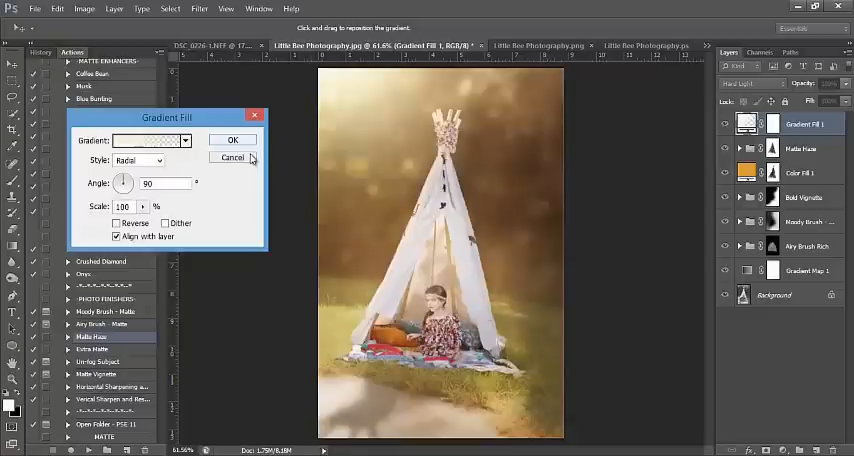 Ps File Edit Image Layer Type Select Filter View Window Help
Click and drag to reposition the gradient.
Essentials
History Actions
DSC_0226-1.NEF @ 17... × Little Bee Photography.jpg @ 61.6% (Gradient Fill 1, RGB/8) * × Little Bee Photography.png × Little Bee Photography.ps
Layers Channels Paths
-MATTE ENHANCERS-
Coffee Bean
Musk
Blue Bunting
Gradient Fill
Gradient:
OK
Style: Radial
Cancel
Angle: 90 °
Scale: 100 %
Reverse Dither
Align with layer
Crushed Diamond
Onyx
-PHOTO FINISHERS-
Moody Brush - Matte
Airy Brush - Matte
Matte Haze
Extra Matte
Un-fog Subject
Matte Vignette
Horizontal Sharpening a...
Verical Sharpen and Res...
Open Folder - PSE 11
MATTE
61.56% Doc: 1.75M/8.18M
Kind
Hard Light Opacity:
Lock: Fill:
Gradient Fill 1
Matte Haze
Color Fill 1
Bold Vignette
Moody Brush - ...
Airy Brush Rich
Gradient Map 1
Background